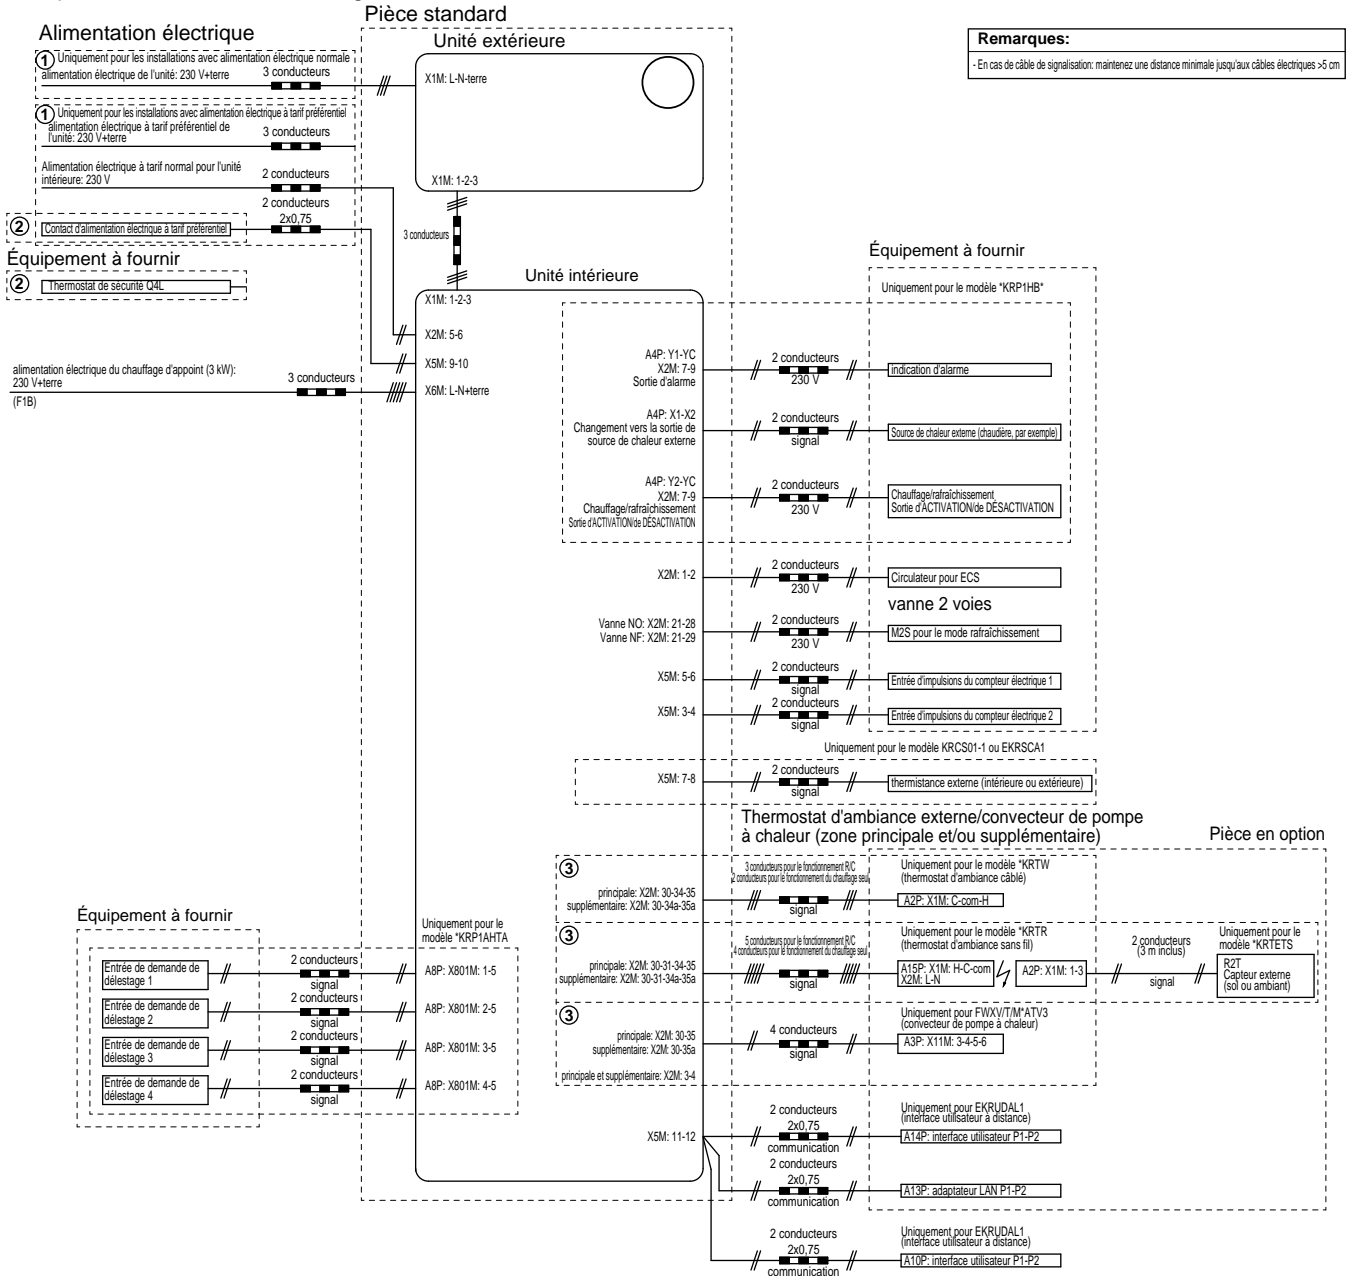 Pièce standard
Alimentation électrique
Unité extérieure
Remarques:
- En cas de câble de signalisation: maintenez une distance minimale jusqu'aux câbles électriques >5 cm
1 Uniquement pour les installations avec alimentation électrique normale
alimentation électrique de l'unité: 230 V+terre
3 conducteurs
X1M: L-N-terre
1 Uniquement pour les installations avec alimentation électrique à tarif préférentiel
alimentation électrique à tarif préférentiel de
l'unité: 230 V+terre
3 conducteurs
Alimentation électrique à tarif normal pour l'unité
intérieure: 230 V
2 conducteurs
X1M: 1-2-3
2 conducteurs
2x0,75
2 Contact d'alimentation électrique à tarif préférentiel
3 conducteurs
Équipement à fournir
2 Thermostat de sécurité Q4L
Unité intérieure
Équipement à fournir
Uniquement pour le modèle *KRP1HB*
X1M: 1-2-3
X2M: 5-6
X5M: 9-10
X6M: L-N+terre
alimentation électrique du chauffage d'appoint (3 kW):
230 V+terre
(F1B)
3 conducteurs
A4P: Y1-YC
X2M: 7-9
Sortie d'alarme
2 conducteurs
230 V
indication d'alarme
A4P: X1-X2
Changement vers la sortie de
source de chaleur externe
2 conducteurs
signal
Source de chaleur externe (chaudière, par exemple)
A4P: Y2-YC
X2M: 7-9
Chauffage/rafraîchissement
Sortie d'ACTIVATION/de DÉSACTIVATION
2 conducteurs
230 V
Chauffage/rafraîchissement
Sortie d'ACTIVATION/de DÉSACTIVATION
X2M: 1-2
2 conducteurs
230 V
Circulateur pour ECS
vanne 2 voies
Vanne NO: X2M: 21-28
Vanne NF: X2M: 21-29
2 conducteurs
230 V
M2S pour le mode rafraîchissement
X5M: 5-6
2 conducteurs
signal
Entrée d'impulsions du compteur électrique 1
X5M: 3-4
2 conducteurs
signal
Entrée d'impulsions du compteur électrique 2
Uniquement pour le modèle KRCS01-1 ou EKRSCA1
X5M: 7-8
2 conducteurs
signal
thermistance externe (intérieure ou extérieure)
Thermostat d'ambiance externe/convecteur de pompe
à chaleur (zone principale et/ou supplémentaire)
Pièce en option
3
principale: X2M: 30-34-35
supplémentaire: X2M: 30-34a-35a
3 conducteurs pour le fonctionnement R/C
2 conducteurs pour le fonctionnement du chauffage seul
signal
Uniquement pour le modèle *KRTW
(thermostat d'ambiance câblé)
A2P: X1M: C-com-H
3
principale: X2M: 30-31-34-35
supplémentaire: X2M: 30-31-34a-35a
5 conducteurs pour le fonctionnement R/C
4 conducteurs pour le fonctionnement du chauffage seul
signal
Uniquement pour le modèle *KRTR
(thermostat d'ambiance sans fil)
A15P: X1M: H-C-com
X2M: L-N
A2P: X1M: 1-3
2 conducteurs
(3 m inclus)
signal
Uniquement pour le
modèle *KRTETS
R2T
Capteur externe
(sol ou ambiant)
3
principale: X2M: 30-35
supplémentaire: X2M: 30-35a
principale et supplémentaire: X2M: 3-4
4 conducteurs
signal
Uniquement pour FWXV/T/M*ATV3
(convecteur de pompe à chaleur)
A3P: X11M: 3-4-5-6
Équipement à fournir
Uniquement pour le
modèle *KRP1AHTA
Entrée de demande de
délestage 1
2 conducteurs
signal
A8P: X801M: 1-5
Entrée de demande de
délestage 2
2 conducteurs
signal
A8P: X801M: 2-5
Entrée de demande de
délestage 3
2 conducteurs
signal
A8P: X801M: 3-5
Entrée de demande de
délestage 4
2 conducteurs
signal
A8P: X801M: 4-5
X5M: 11-12
2 conducteurs
2x0,75
communication
Uniquement pour EKRUDAL1
(interface utilisateur à distance)
A14P: interface utilisateur P1-P2
2 conducteurs
2x0,75
communication
A13P: adaptateur LAN P1-P2
2 conducteurs
2x0,75
communication
Uniquement pour EKRUDAL1
(interface utilisateur à distance)
A10P: interface utilisateur P1-P2